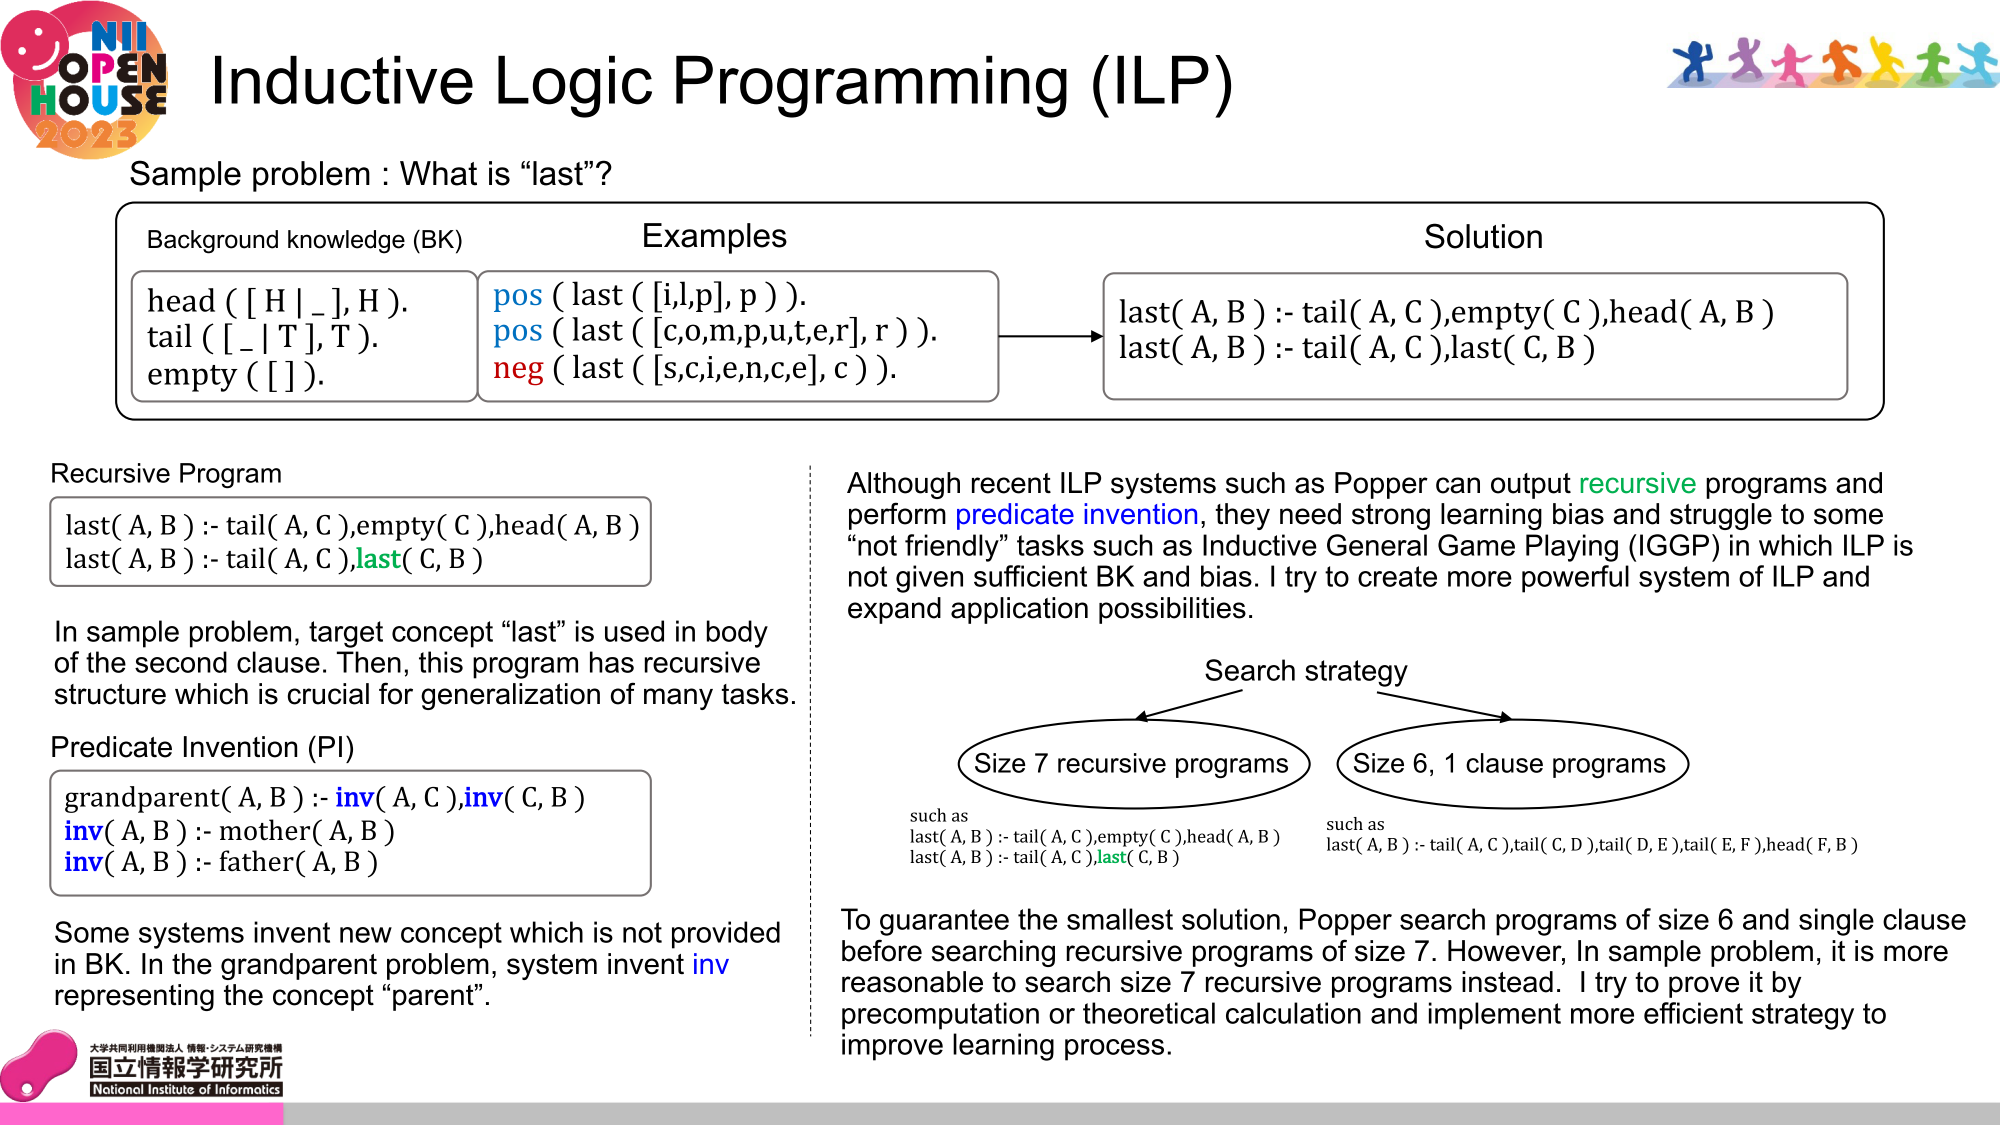 NII
OPEN
HOUSE
2023
Inductive Logic Programming (ILP)
Sample problem : What is “last”?
Background knowledge (BK)
head ( [ H | _ ], H ).
tail ( [ _ | T ], T ).
empty ( [ ] ).
Examples
pos ( last ( [i,l,p], p ) ).
pos ( last ( [c,o,m,p,u,t,e,r], r ) ).
neg ( last ( [s,c,i,e,n,c,e], c ) ).
Solution
last( A, B ) :- tail( A, C ),empty( C ),head( A, B )
last( A, B ) :- tail( A, C ),last( C, B )
Recursive Program
last( A, B ) :- tail( A, C ),empty( C ),head( A, B )
last( A, B ) :- tail( A, C ),last( C, B )
In sample problem, target concept “last” is used in body
of the second clause. Then, this program has recursive
structure which is crucial for generalization of many tasks.
Predicate Invention (PI)
grandparent( A, B ) :- inv( A, C ),inv( C, B )
inv( A, B ) :- mother( A, B )
inv( A, B ) :- father( A, B )
Some systems invent new concept which is not provided
in BK. In the grandparent problem, system invent inv
representing the concept “parent”.
Although recent ILP systems such as Popper can output recursive programs and
perform predicate invention, they need strong learning bias and struggle to some
“not friendly” tasks such as Inductive General Game Playing (IGGP) in which ILP is
not given sufficient BK and bias. I try to create more powerful system of ILP and
expand application possibilities.
Search strategy
Size 7 recursive programs
such as
last( A, B ) :- tail( A, C ),empty( C ),head( A, B )
last( A, B ) :- tail( A, C ),last( C, B )
Size 6, 1 clause programs
such as
last( A, B ) :- tail( A, C ),tail( C, D ),tail( D, E ),tail( E, F ),head( F, B )
To guarantee the smallest solution, Popper search programs of size 6 and single clause
before searching recursive programs of size 7. However, In sample problem, it is more
reasonable to search size 7 recursive programs instead.  I try to prove it by
precomputation or theoretical calculation and implement more efficient strategy to
improve learning process.
大学共同利用機関法人 情報・システム研究機構
国立情報学研究所
National Institute of Informatics